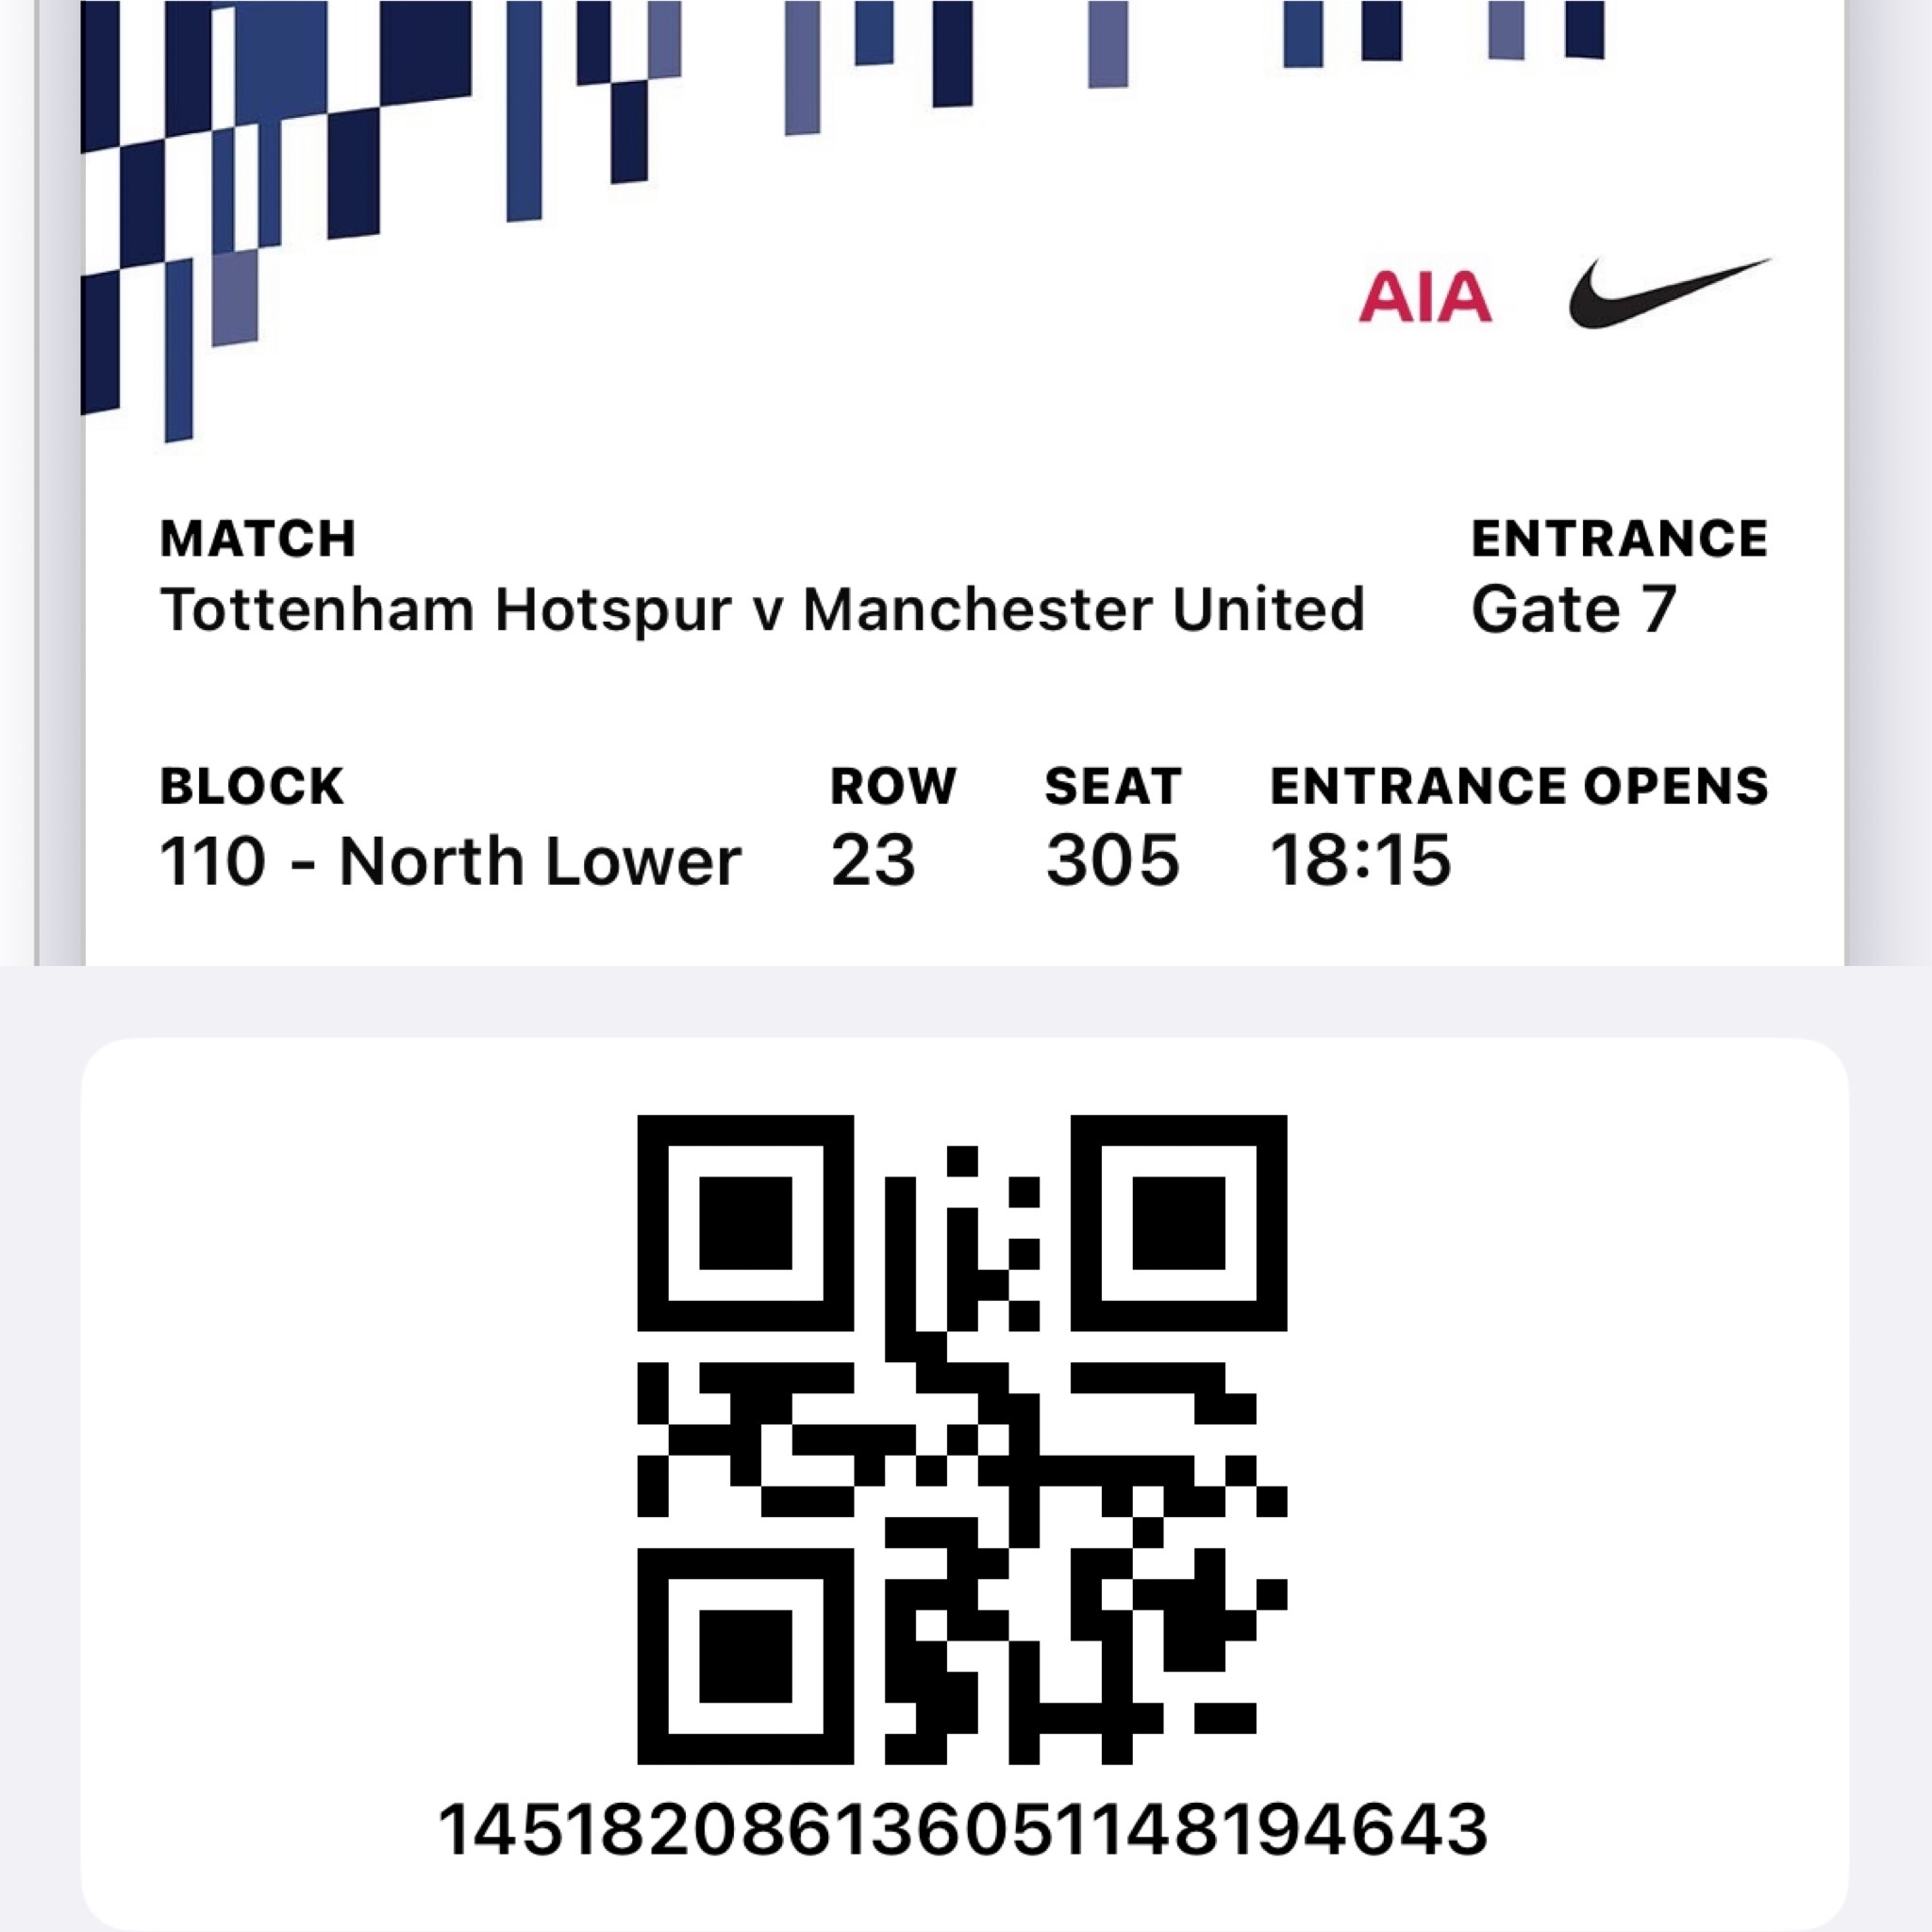 AIA
MATCH
ENTRANCE
Tottenham Hotspur v Manchester United
Gate 7
BLOCK
ROW
SEAT
ENTRANCE OPENS
110 - North Lower
23
305
18:15
145182086136051148194643